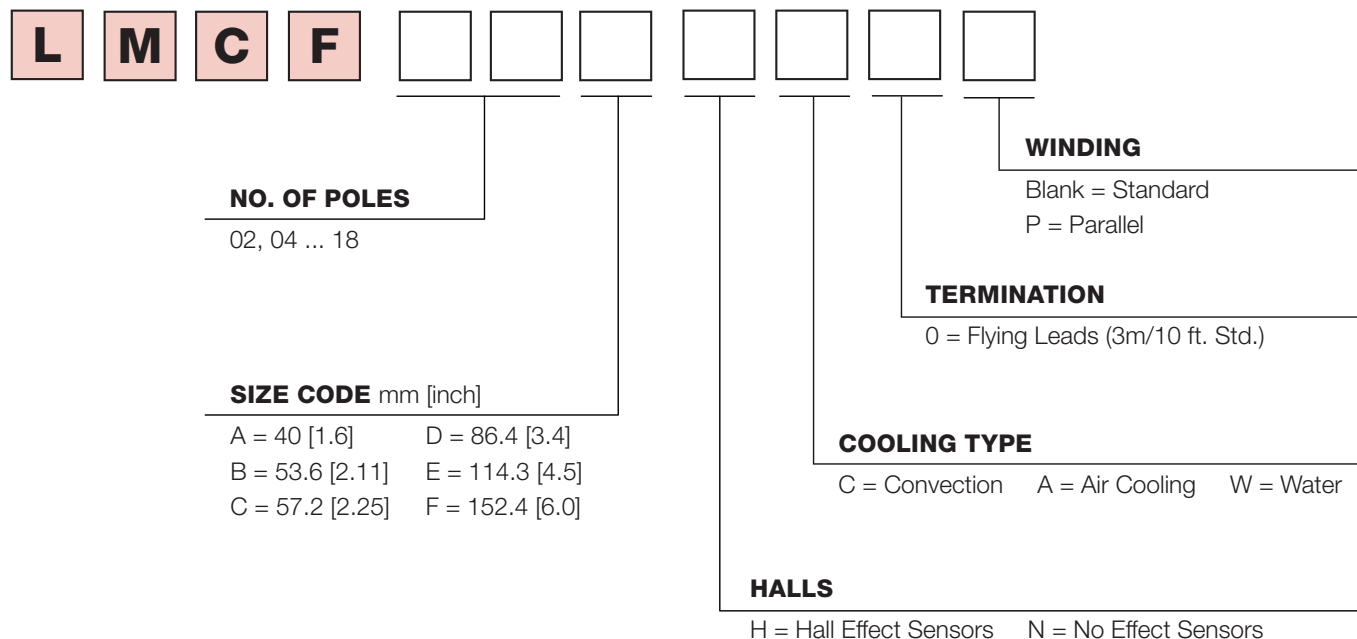 L M C F
WINDING
Blank = Standard
P = Parallel
NO. OF POLES
02, 04 ... 18
TERMINATION
0 = Flying Leads (3m/10 ft. Std.)
SIZE CODE mm [inch]
A = 40 [1.6] D = 86.4 [3.4]
B = 53.6 [2.11] E = 114.3 [4.5]
C = 57.2 [2.25] F = 152.4 [6.0]
COOLING TYPE
C = Convection A = Air Cooling W = Water
HALLS
H = Hall Effect Sensors N = No Effect Sensors